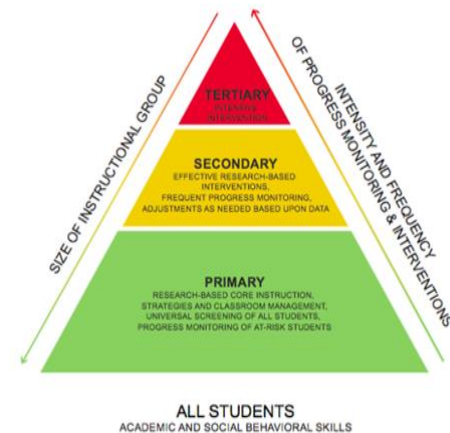 SIZE OF INSTRUCTIONAL GROUP
INTENSITY AND FREQUENCY
OF PROGRESS MONITORING & INTERVENTIONS
TERTIARY
INTENSIVE
INTERVENTION
SECONDARY
EFFECTIVE RESEARCH-BASED
INTERVENTIONS,
FREQUENT PROGRESS MONITORING,
ADJUSTMENTS AS NEEDED BASED UPON DATA
PRIMARY
RESEARCH-BASED CORE INSTRUCTION,
STRATEGIES AND CLASSROOM MANAGEMENT,
UNIVERSAL SCREENING OF ALL STUDENTS,
PROGRESS MONITORING OF AT-RISK STUDENTS
ALL STUDENTS
ACADEMIC AND SOCIAL BEHAVIORAL SKILLS